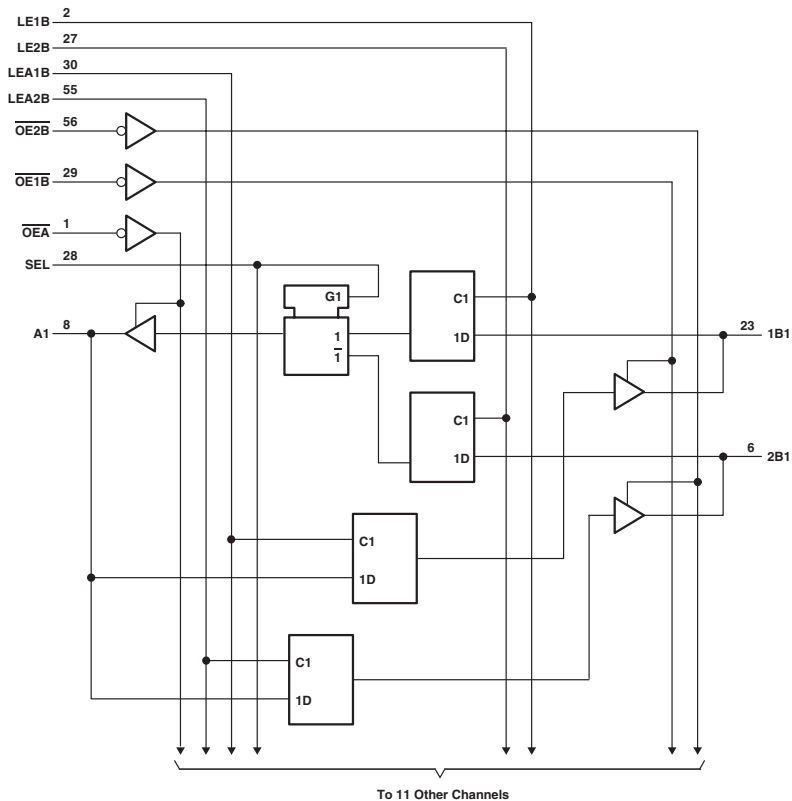 LE1B 2
LE2B 27
LEA1B 30
LEA2B 55
OE2B 56
OE1B 29
OEA 1
SEL 28
G1
C1
A1 8
1
1D
23 1B1
1
C1
1D
6 2B1
C1
1D
C1
1D
To 11 Other Channels